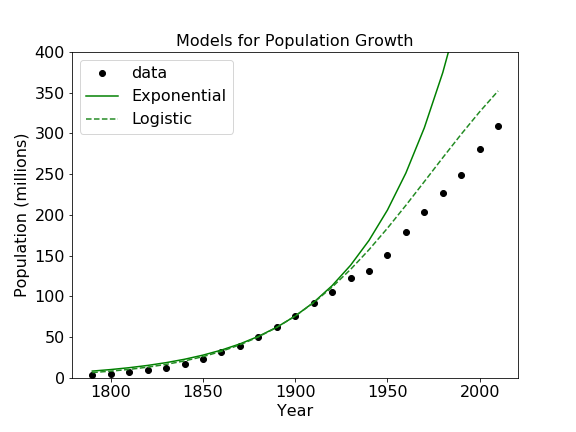 Models for Population Growth
data
Exponential
Logistic
400
350
300
250
200
150
100
50
0
Population (millions)
1800
1850
1900
1950
2000
Year